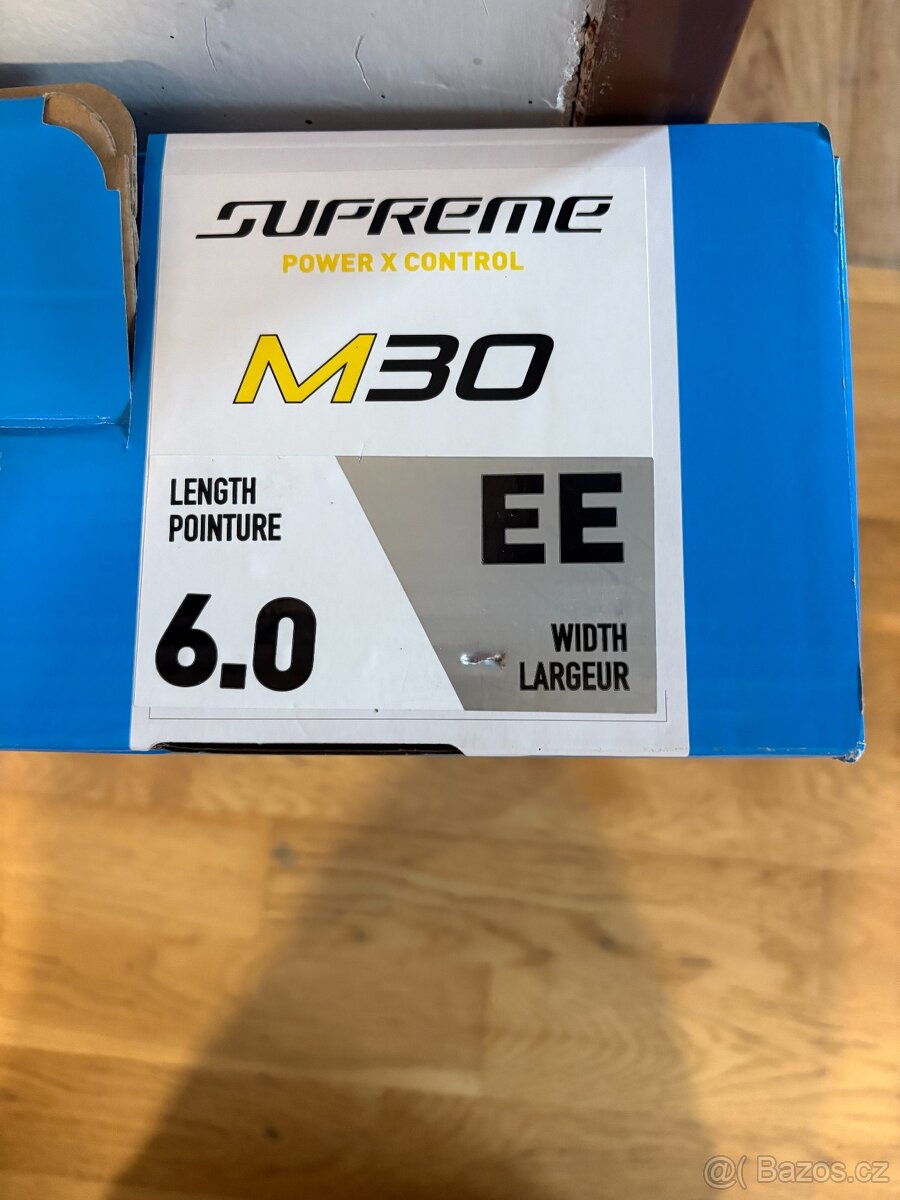 SUPREME
POWER X CONTROL
M30
LENGTH
POINTURE
6.0
EE
WIDTH
LARGEUR
@( Bazos.cz